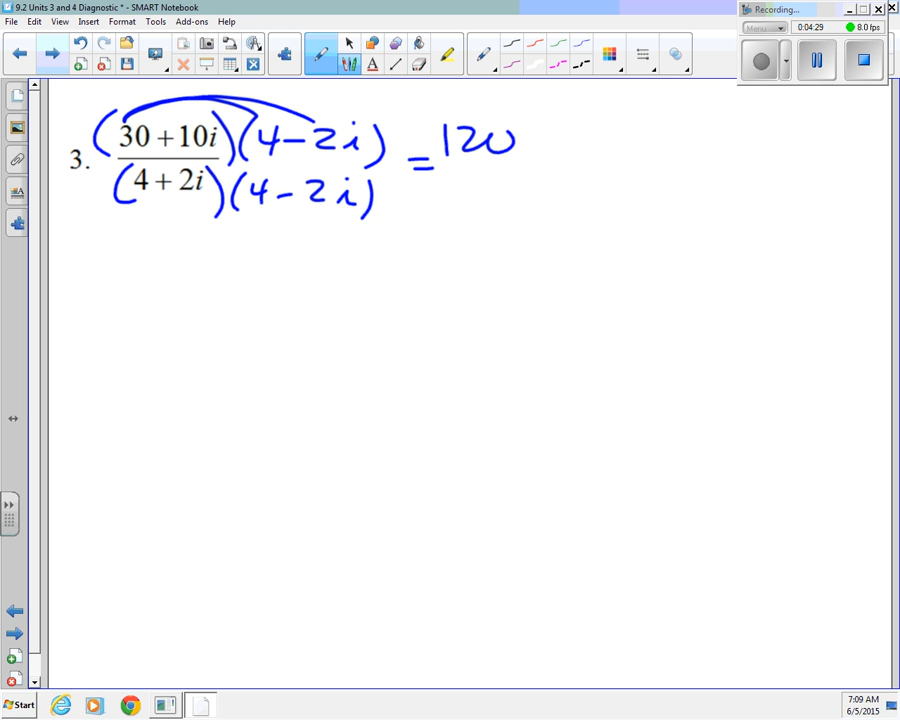 9.2 Units 3 and 4 Diagnostic * - SMART Notebook
File Edit View Insert Format Tools Add-ons Help
Recording...
Menu
0:04:29
8.0 fps
3. (30 + 10i)(4 - 2i) = 120
(4 + 2i)(4 - 2i)
Start
7:09 AM
6/5/2015